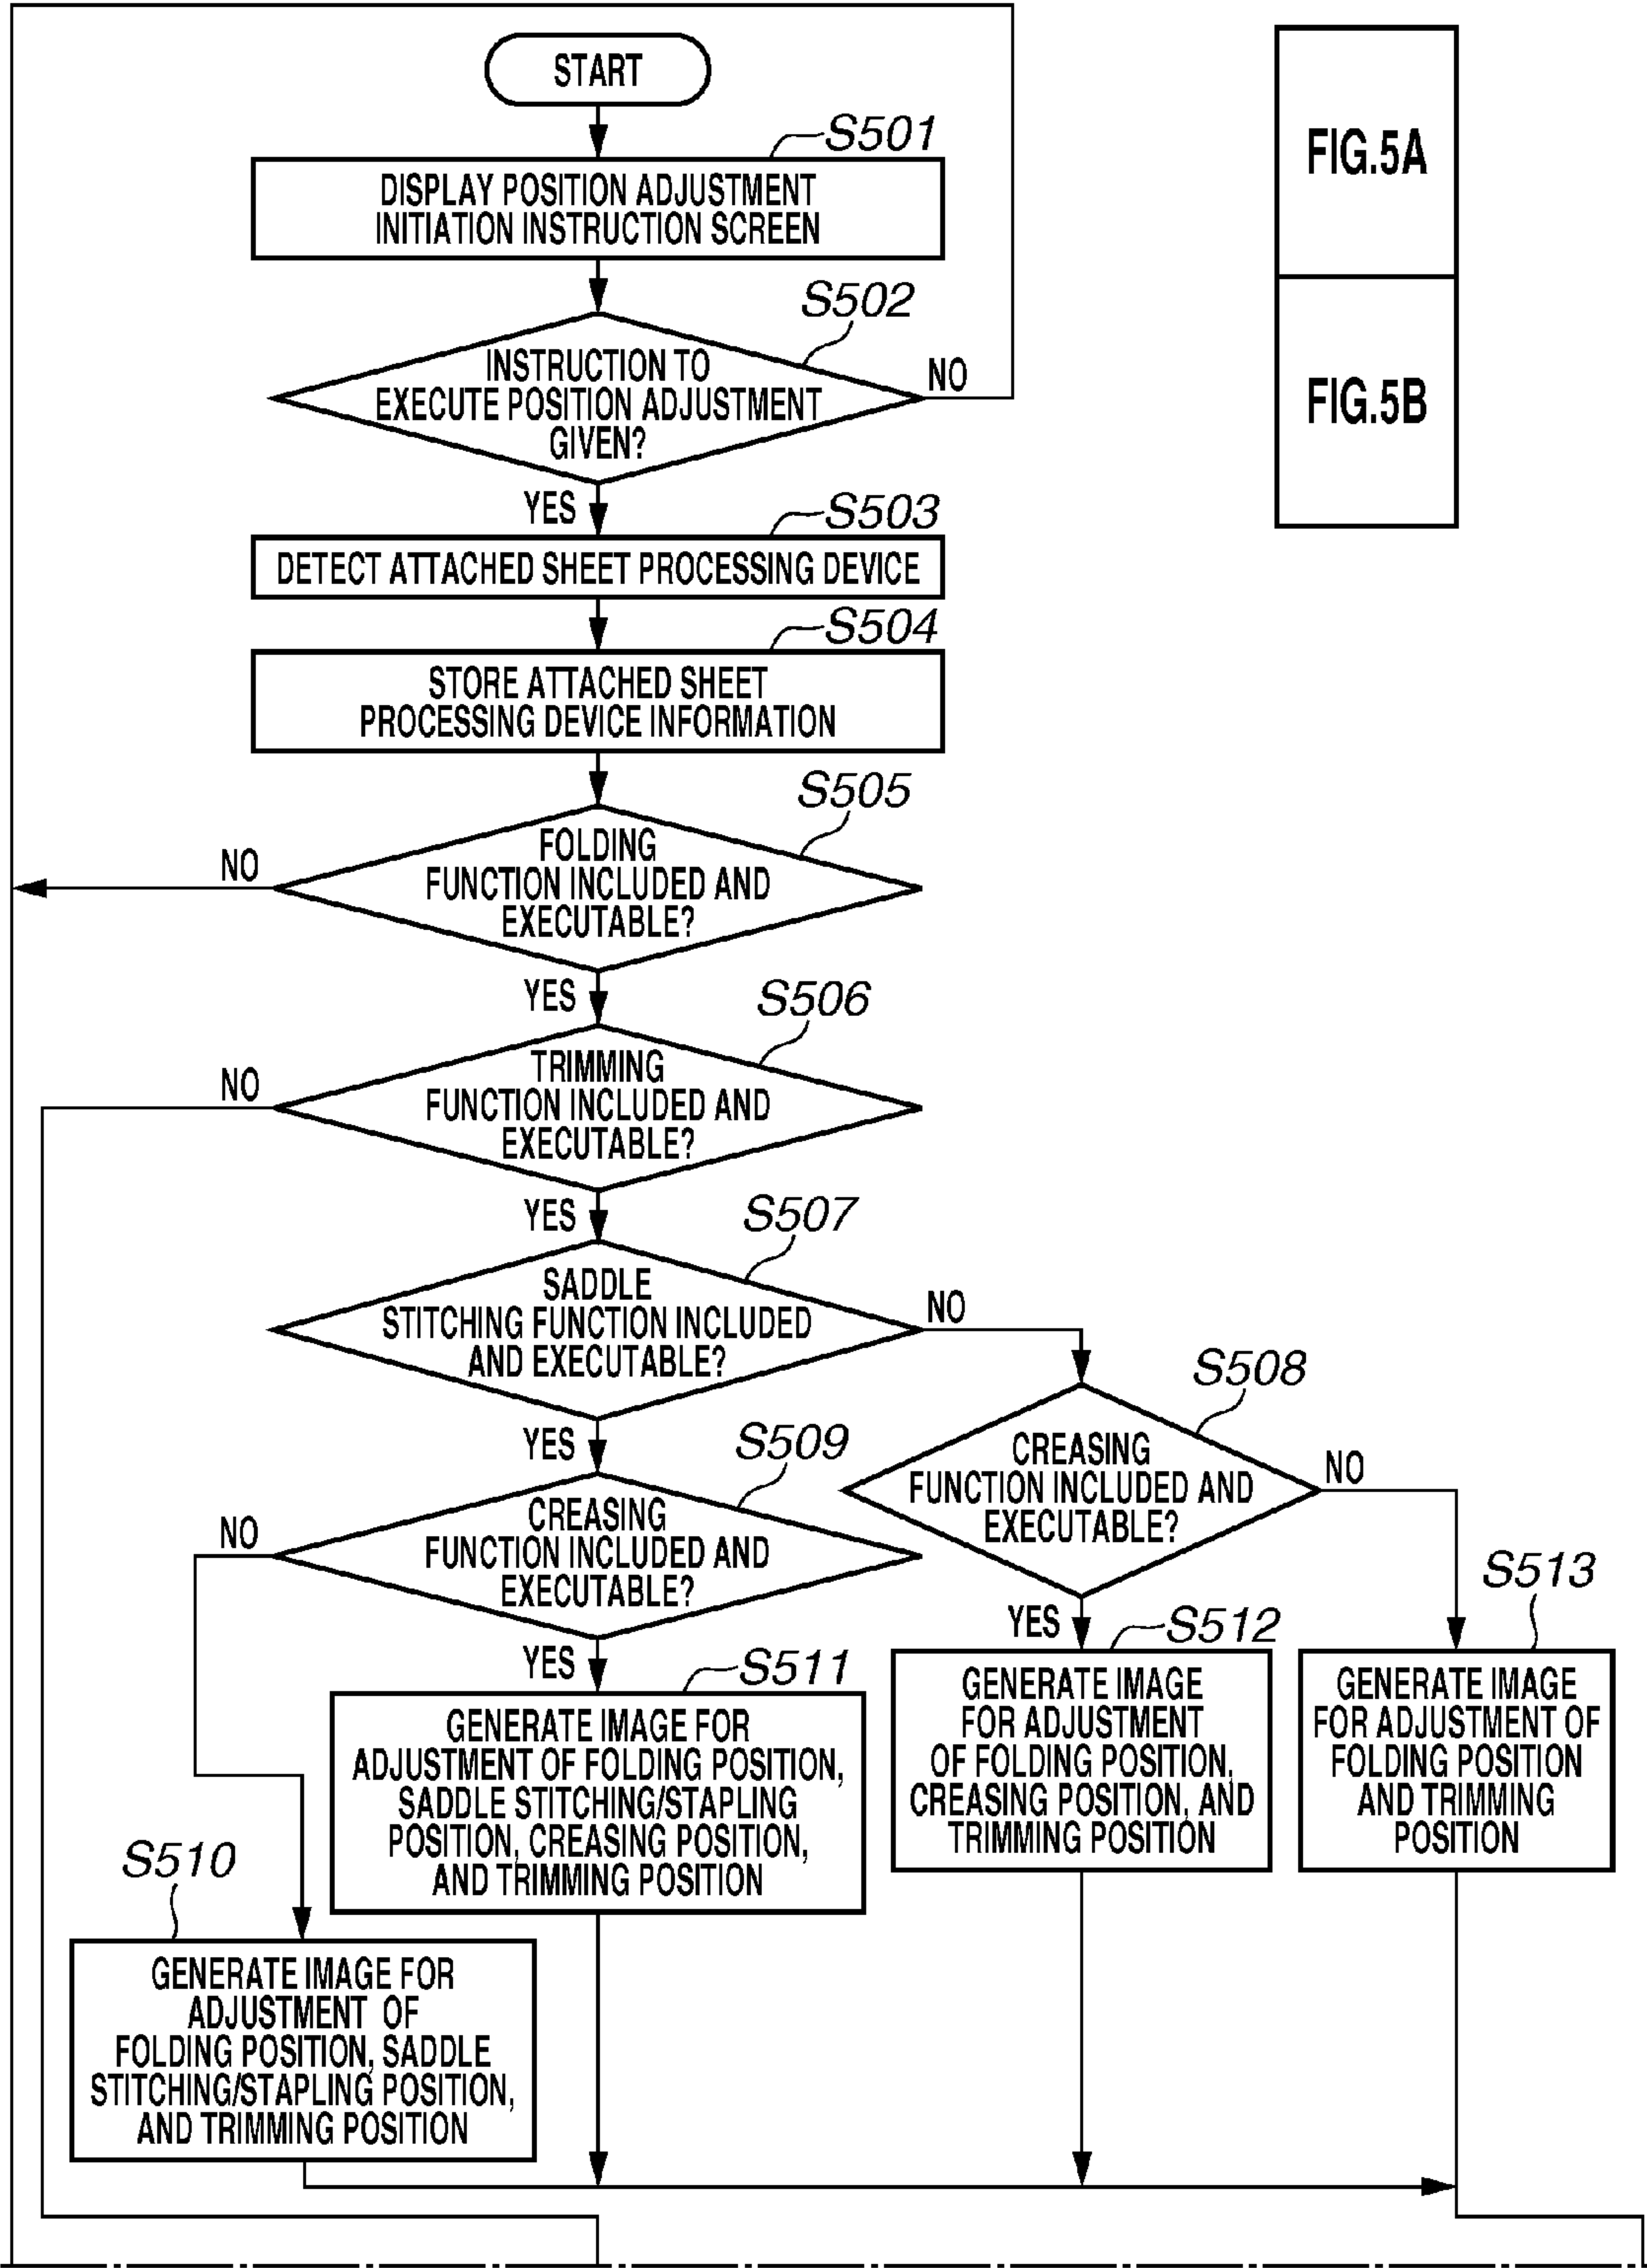 START
S501
DISPLAY POSITION ADJUSTMENT
INITIATION INSTRUCTION SCREEN
S502
INSTRUCTION TO
EXECUTE POSITION ADJUSTMENT
GIVEN?
NO
YES
S503
DETECT ATTACHED SHEET PROCESSING DEVICE
S504
STORE ATTACHED SHEET
PROCESSING DEVICE INFORMATION
S505
FOLDING
FUNCTION INCLUDED AND
EXECUTABLE?
NO
YES
S506
TRIMMING
FUNCTION INCLUDED AND
EXECUTABLE?
NO
YES
S507
SADDLE
STITCHING FUNCTION INCLUDED
AND EXECUTABLE?
NO
YES
S508
CREASING
FUNCTION INCLUDED AND
EXECUTABLE?
NO
YES
S509
CREASING
FUNCTION INCLUDED AND
EXECUTABLE?
NO
YES
S510
GENERATE IMAGE FOR
ADJUSTMENT OF
FOLDING POSITION, SADDLE
STITCHING/STAPLING POSITION,
AND TRIMMING POSITION
S511
GENERATE IMAGE FOR
ADJUSTMENT OF FOLDING POSITION,
SADDLE STITCHING/STAPLING
POSITION, CREASING POSITION,
AND TRIMMING POSITION
S512
GENERATE IMAGE
FOR ADJUSTMENT
OF FOLDING POSITION,
CREASING POSITION, AND
TRIMMING POSITION
S513
GENERATE IMAGE
FOR ADJUSTMENT OF
FOLDING POSITION
AND TRIMMING
POSITION
FIG.5A
FIG.5B